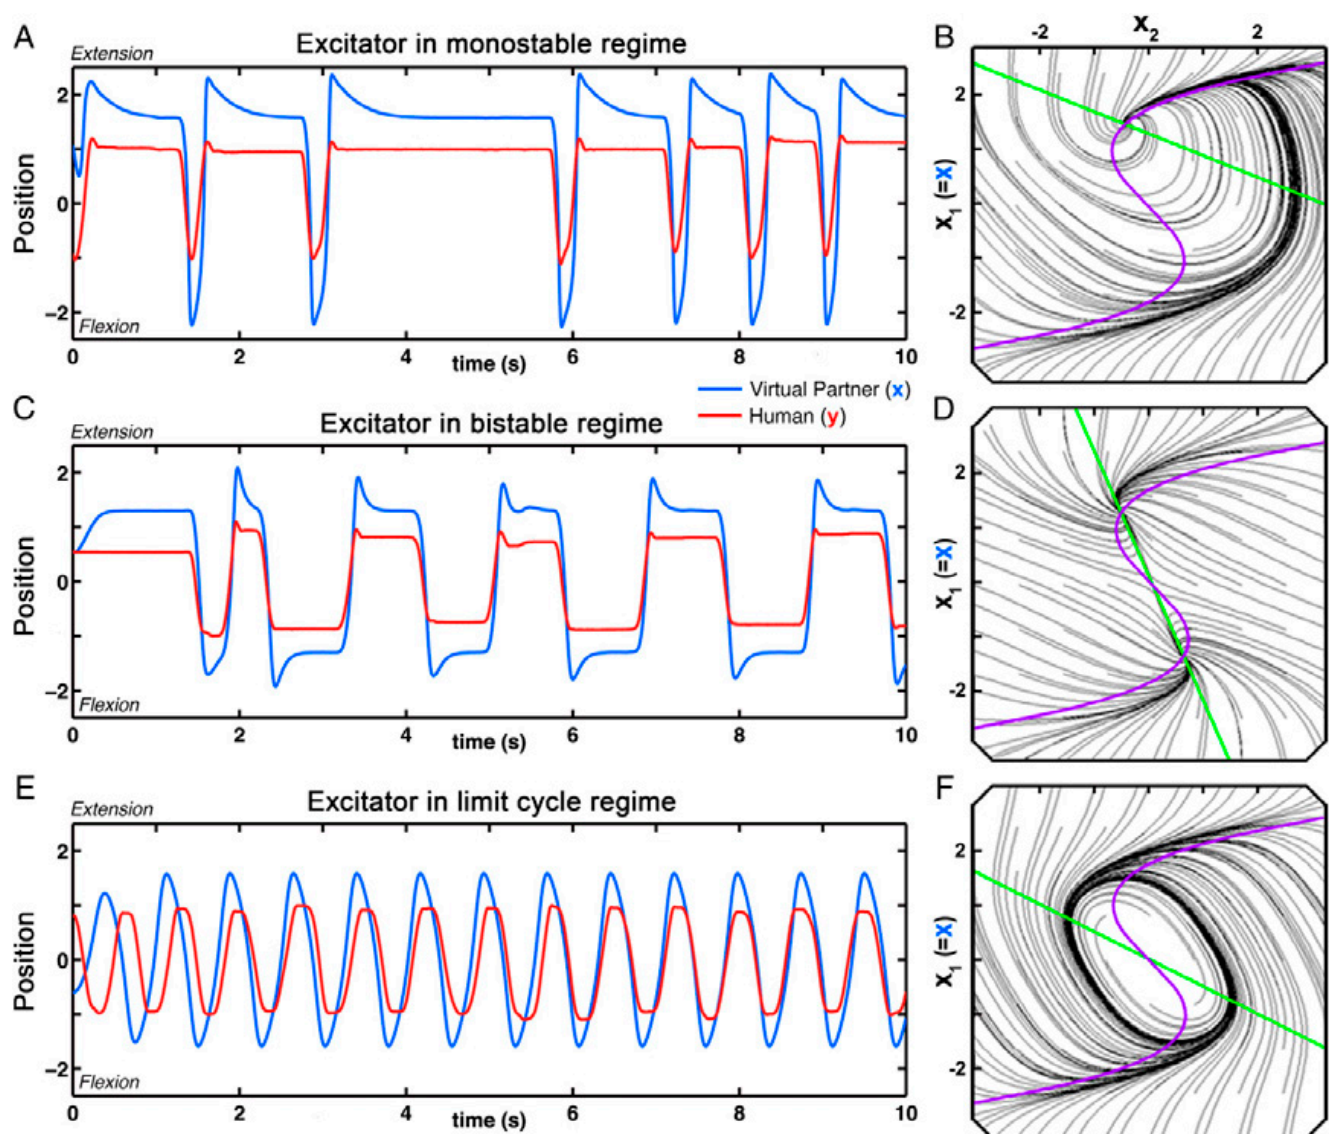 A
Excitator in monostable regime
Extension
Position
2
0
−2
Flexion
0 2 4 6 8 10
time (s)
B
X2
-2 2
X1 (=X)
2
-2
Virtual Partner (x)
Human (y)
C
Excitator in bistable regime
Extension
Position
2
0
−2
Flexion
0 2 4 6 8 10
time (s)
D
X1 (=X)
2
-2
E
Excitator in limit cycle regime
Extension
Position
2
0
−2
Flexion
0 2 4 6 8 10
time (s)
F
X1 (=X)
2
-2